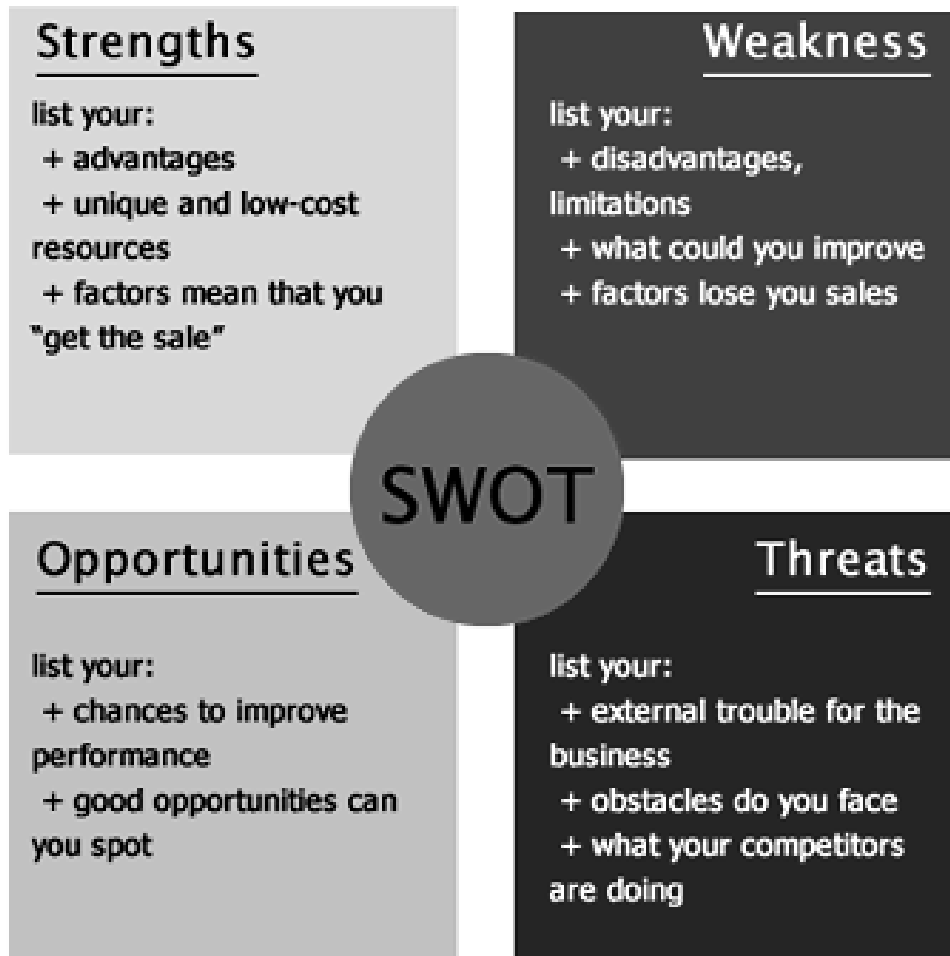 Strengths
list your:
+ advantages
+ unique and low-cost
resources
+ factors mean that you
"get the sale"
Weakness
list your:
+ disadvantages,
limitations
+ what could you improve
+ factors lose you sales
SWOT
Opportunities
list your:
+ chances to improve
performance
+ good opportunities can
you spot
Threats
list your:
+ external trouble for the
business
+ obstacles do you face
+ what your competitors
are doing